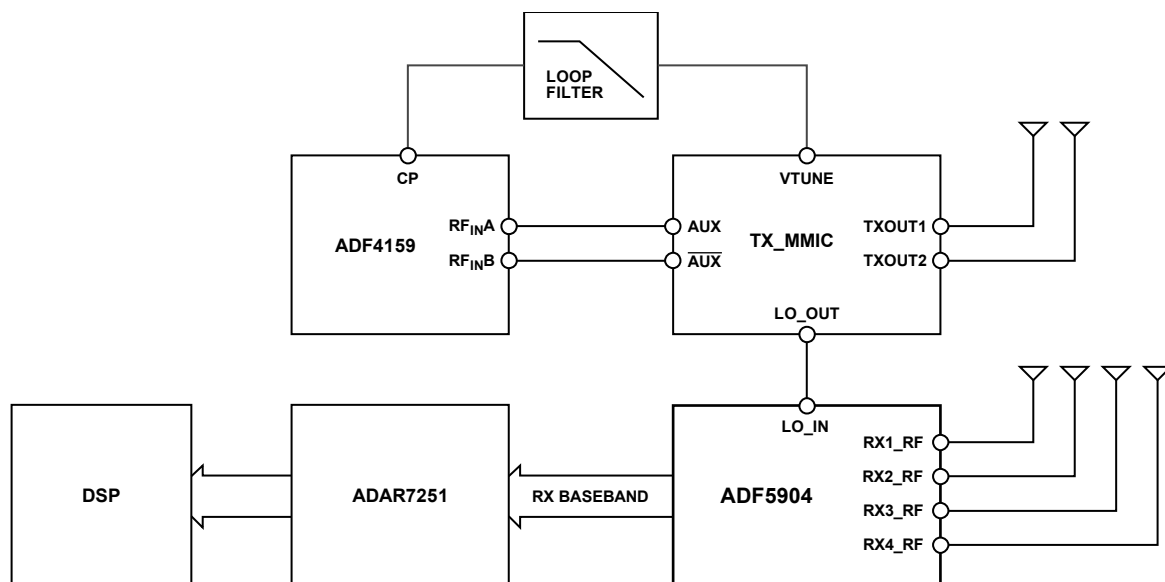 LOOP
FILTER
CP
VTUNE
RFINA
AUX
TXOUT1
ADF4159
TX_MMIC
RFINB
A̅U̅X̅
TXOUT2
LO_OUT
LO_IN
RX1_RF
RX2_RF
DSP
ADAR7251
RX BASEBAND
ADF5904
RX3_RF
RX4_RF